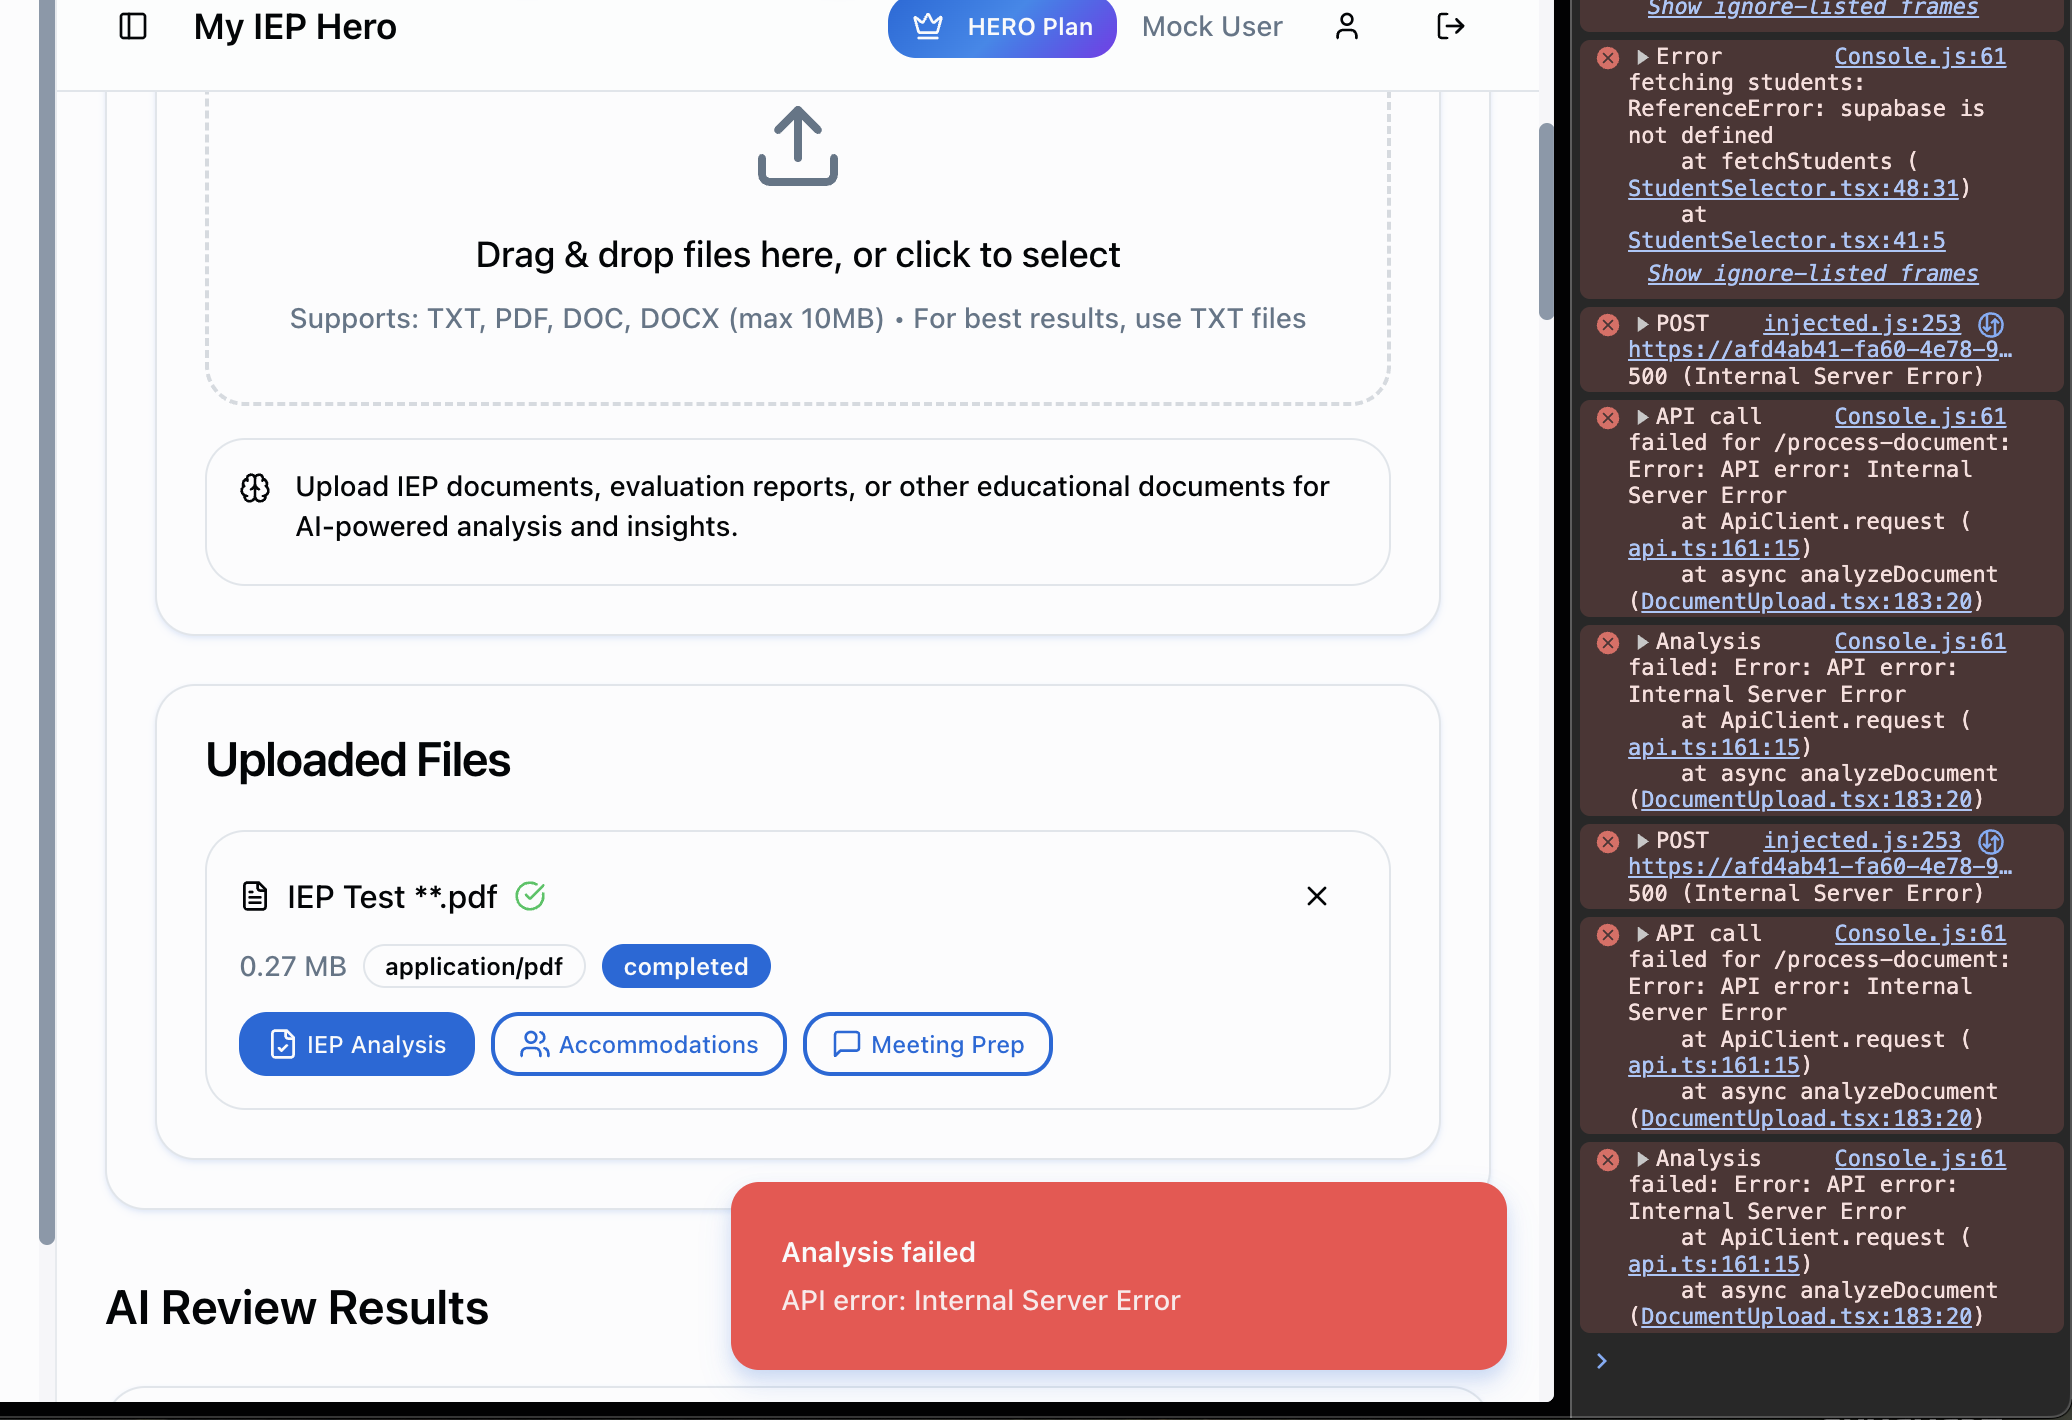 My IEP Hero
HERO Plan
Mock User
Drag & drop files here, or click to select
Supports: TXT, PDF, DOC, DOCX (max 10MB) • For best results, use TXT files
Upload IEP documents, evaluation reports, or other educational documents for
AI-powered analysis and insights.
Uploaded Files
IEP Test **.pdf
0.27 MB
application/pdf
completed
IEP Analysis
Accommodations
Meeting Prep
AI Review Results
Analysis failed
API error: Internal Server Error
Show ignore-listed frames
Error Console.js:61
fetching students:
ReferenceError: supabase is
not defined
at fetchStudents (
StudentSelector.tsx:48:31)
at
StudentSelector.tsx:41:5
Show ignore-listed frames
POST injected.js:253
https://afd4ab41-fa60-4e78-9…
500 (Internal Server Error)
API call Console.js:61
failed for /process-document:
Error: API error: Internal
Server Error
at ApiClient.request (
api.ts:161:15)
at async analyzeDocument
(DocumentUpload.tsx:183:20)
Analysis Console.js:61
failed: Error: API error:
Internal Server Error
at ApiClient.request (
api.ts:161:15)
at async analyzeDocument
(DocumentUpload.tsx:183:20)
POST injected.js:253
https://afd4ab41-fa60-4e78-9…
500 (Internal Server Error)
API call Console.js:61
failed for /process-document:
Error: API error: Internal
Server Error
at ApiClient.request (
api.ts:161:15)
at async analyzeDocument
(DocumentUpload.tsx:183:20)
Analysis Console.js:61
failed: Error: API error:
Internal Server Error
at ApiClient.request (
api.ts:161:15)
at async analyzeDocument
(DocumentUpload.tsx:183:20)